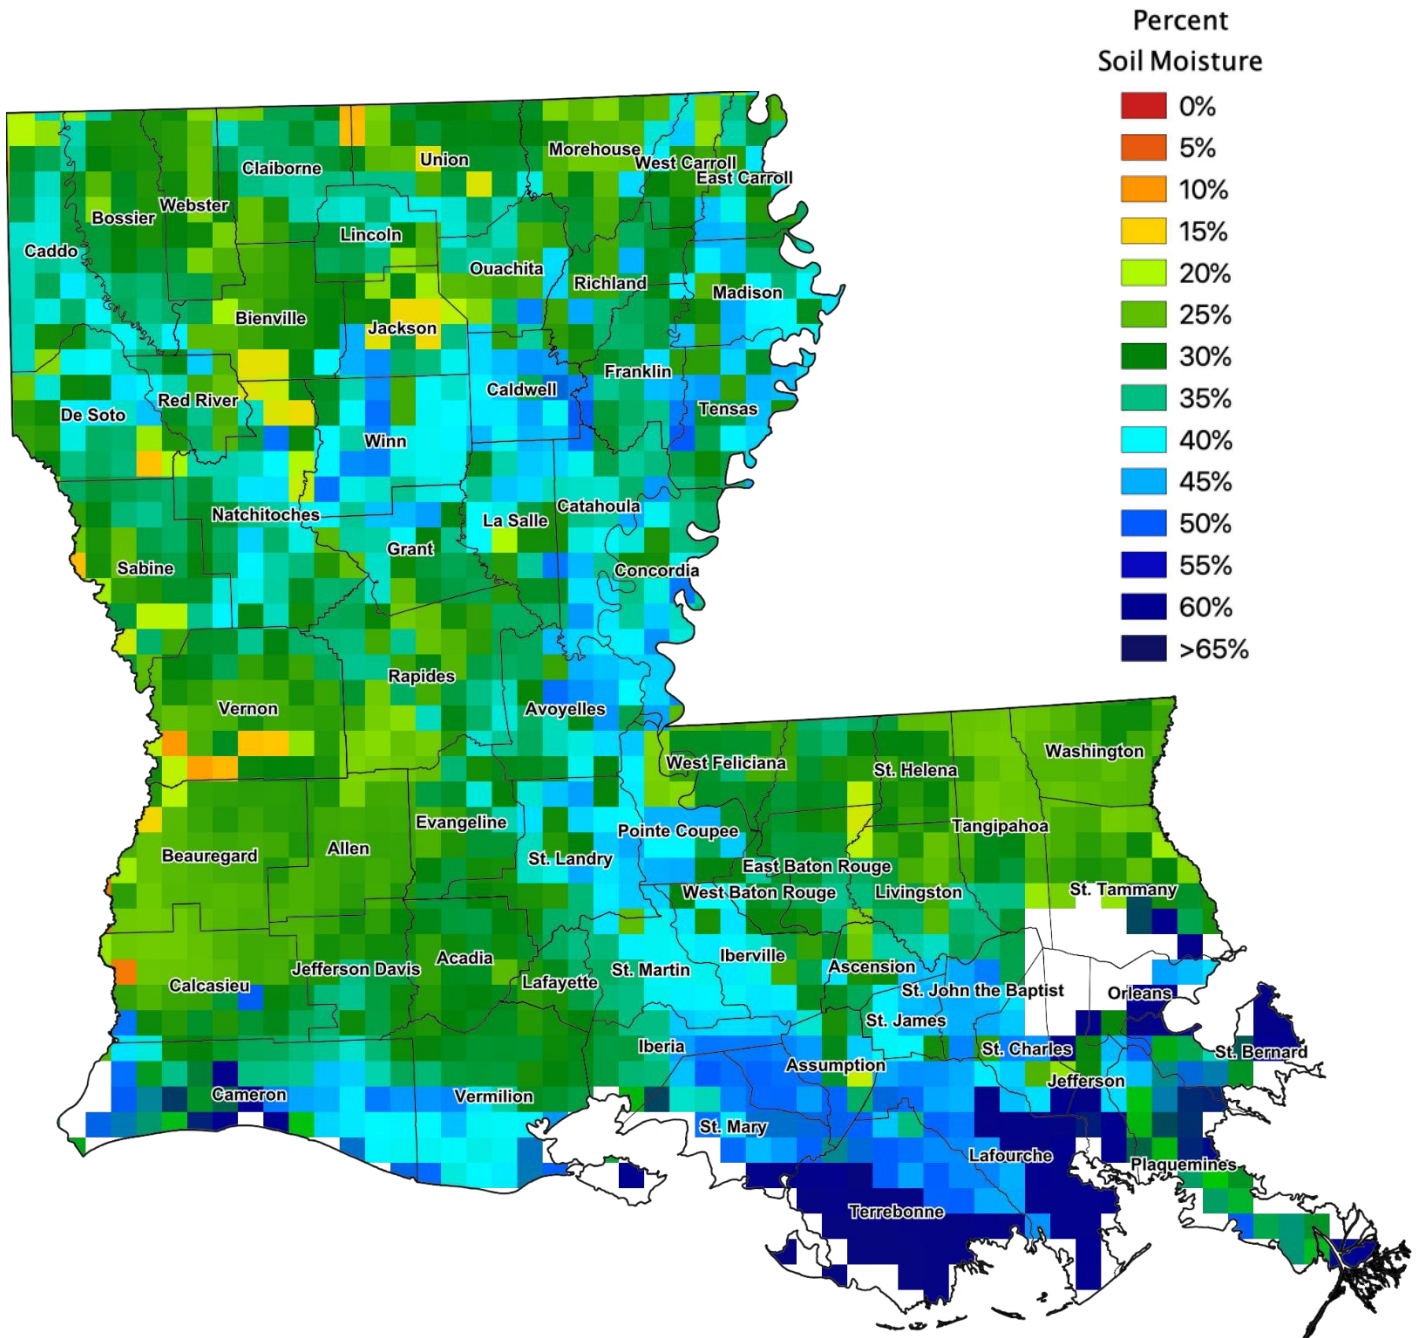 Percent
Soil Moisture
0%
5%
10%
15%
20%
25%
30%
35%
40%
45%
50%
55%
60%
>65%
Union
Morehouse
West Carroll
East Carroll
Claiborne
Webster
Bossier
Caddo
Lincoln
Ouachita
Richland
Madison
Bienville
Jackson
Franklin
Caldwell
Tensas
De Soto
Red River
Winn
Natchitoches
La Salle
Catahoula
Grant
Sabine
Concordia
Rapides
Vernon
Avoyelles
West Feliciana
St. Helena
Washington
Evangeline
Pointe Coupee
Tangipahoa
Beauregard
Allen
St. Landry
East Baton Rouge
West Baton Rouge
Livingston
St. Tammany
Acadia
Iberville
Jefferson Davis
Lafayette
St. Martin
Ascension
Calcasieu
St. John the Baptist
Orleans
St. James
Iberia
Assumption
St. Charles
St. Bernard
Jefferson
Cameron
Vermilion
St. Mary
Lafourche
Plaquemines
Terrebonne